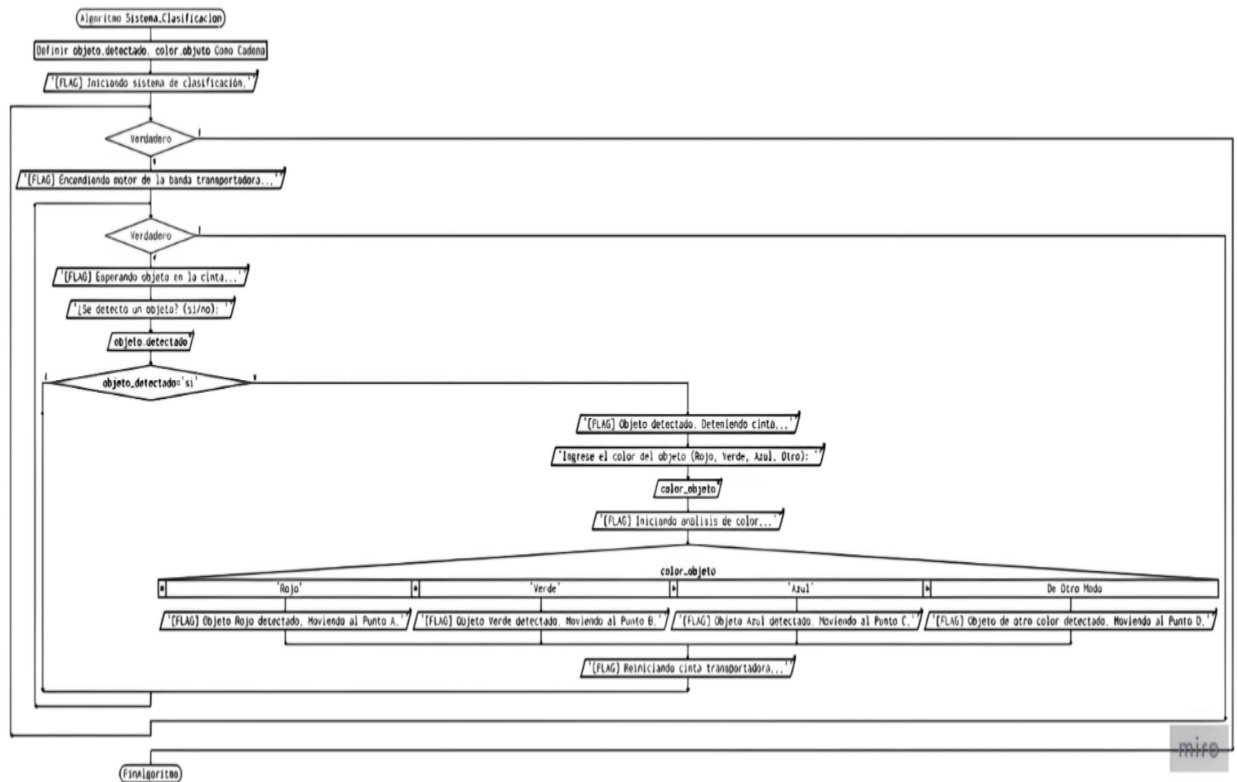 Algoritmo Sistema_Clasificacion
Definir objeto_detectado, color_objeto Como Cadena
'[FLAG] Iniciando sistema de clasificación.'
Verdadero
'[FLAG] Encendiendo motor de la banda transportadora...'
Verdadero
'[FLAG] Esperando objeto en la cinta...'
'¿Se detecto un objeto? (si/no): '
objeto_detectado
objeto_detectado='si'
'[FLAG] Objeto detectado. Deteniendo cinta...'
'Ingrese el color del objeto (Rojo, Verde, Azul, Otro): '
color_objeto
'[FLAG] Iniciando analisis de color...'
color_objeto
'Rojo' 'Verde' 'Azul' De Otro Modo
'[FLAG] Objeto Rojo detectado. Moviendo al Punto A.' '[FLAG] Objeto Verde detectado. Moviendo al Punto B.' '[FLAG] Objeto Azul detectado. Moviendo al Punto C.' '[FLAG] Objeto de otro color detectado. Moviendo al Punto D.'
'[FLAG] Reiniciando cinta transportadora...'
miro
FinAlgoritmo